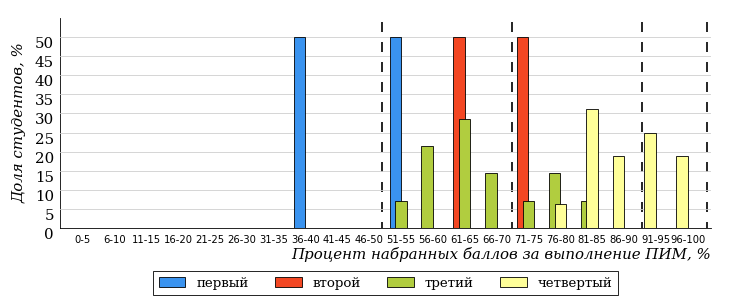 Доля студентов, %
50
45
40
35
30
25
20
15
10
5
0
0-5 6-10 11-15 16-20 21-25 26-30 31-35 36-40 41-45 46-50 51-55 56-60 61-65 66-70 71-75 76-80 81-85 86-90 91-95 96-100
Процент набранных баллов за выполнение ПИМ, %
первый второй третий четвертый